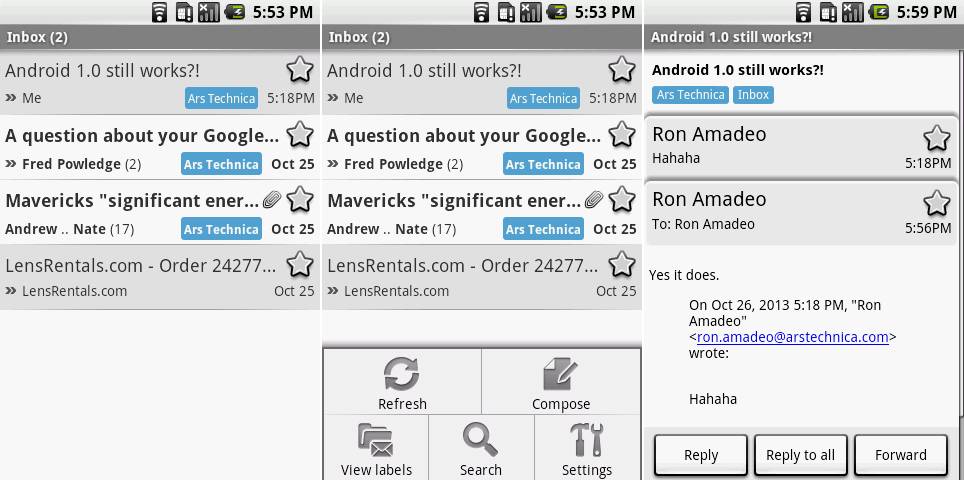 5:53 PM
Inbox (2)
Android 1.0 still works?!
» Me Ars Technica 5:18PM
A question about your Google...
» Fred Powledge (2) Ars Technica Oct 25
Mavericks "significant ener...
Andrew .. Nate (17) Ars Technica Oct 25
LensRentals.com - Order 24277...
» LensRentals.com Oct 25
5:53 PM
Inbox (2)
Android 1.0 still works?!
» Me Ars Technica 5:18PM
A question about your Google...
» Fred Powledge (2) Ars Technica Oct 25
Mavericks "significant ener...
Andrew .. Nate (17) Ars Technica Oct 25
LensRentals.com - Order 24277...
» LensRentals.com Oct 25
Refresh Compose
View labels Search Settings
5:59 PM
Android 1.0 still works?!
Android 1.0 still works?!
Ars Technica Inbox
Ron Amadeo
Hahaha 5:18PM
Ron Amadeo
To: Ron Amadeo 5:56PM
Yes it does.
On Oct 26, 2013 5:18 PM, "Ron
Amadeo"
<ron.amadeo@arstechnica.com>
wrote:
Hahaha
Reply Reply to all Forward